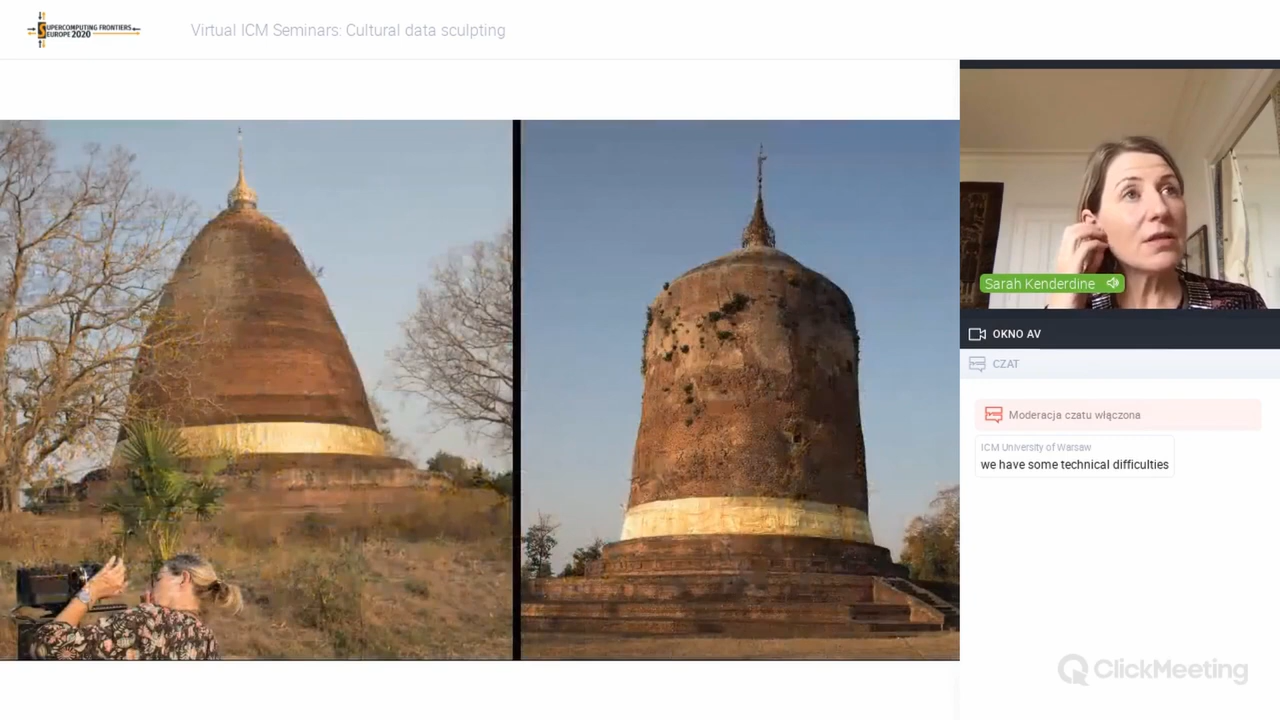 SUPERCOMPUTING FRONTIERS
EUROPE 2020
Virtual ICM Seminars: Cultural data sculpting
Sarah Kenderdine
OKNO AV
CZAT
Moderacja czatu włączona
ICM University of Warsaw
we have some technical difficulties
ClickMeeting